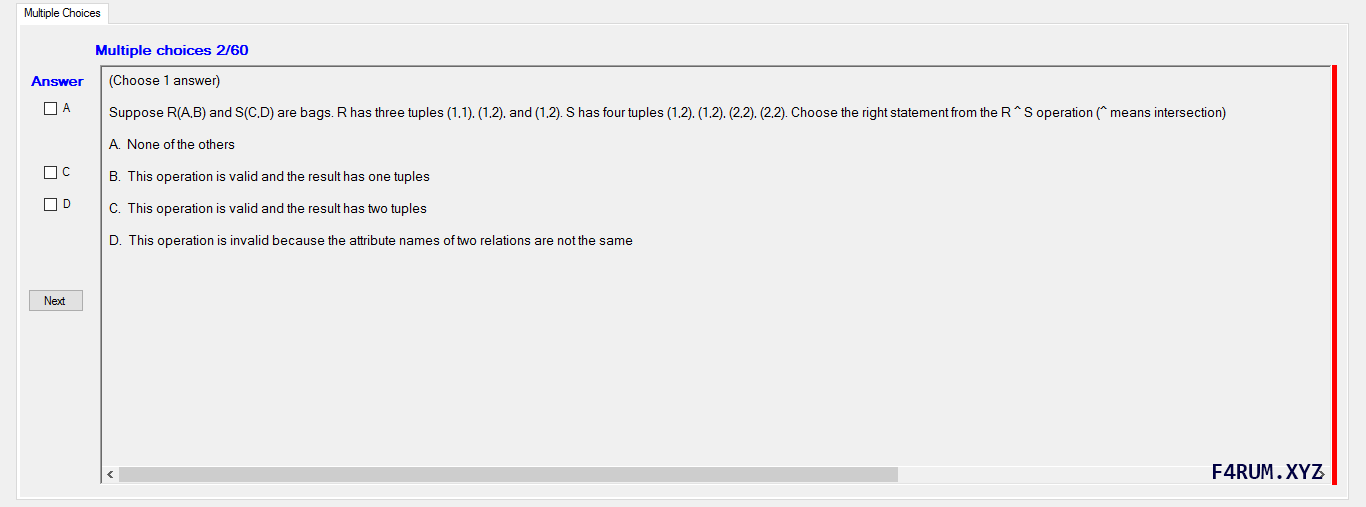 Multiple Choices
Multiple choices 2/60
Answer
(Choose 1 answer)
A
Suppose R(A,B) and S(C,D) are bags. R has three tuples (1,1), (1,2), and (1,2). S has four tuples (1,2), (1,2), (2,2), (2,2). Choose the right statement from the R ^ S operation (^ means intersection)
A. None of the others
C
B. This operation is valid and the result has one tuples
D
C. This operation is valid and the result has two tuples
D. This operation is invalid because the attribute names of two relations are not the same
Next
F4RUM.XYZ